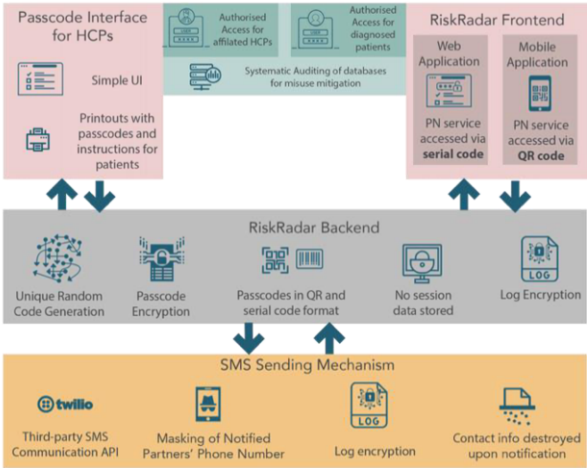 Passcode Interface
for HCPs
Simple UI
Printouts with
passcodes and
instructions for
patients
Authorised
Access for
affilated HCPs
Authorised
Access for
diagnosed
patients
Systematic Auditing of databases
for misuse mitigation
RiskRadar Frontend
Web
Application
PN service
accessed via
serial code
Mobile
Application
PN service
accessed via
QR code
RiskRadar Backend
Unique Random
Code Generation
Passcode
Encryption
Passcodes in QR and
serial code format
No session
data stored
LOG
Log Encryption
SMS Sending Mechanism
twilio
Third-party SMS
Communication API
Masking of Notified
Partners' Phone Number
LOG
Log encryption
Contact info destroyed
upon notification